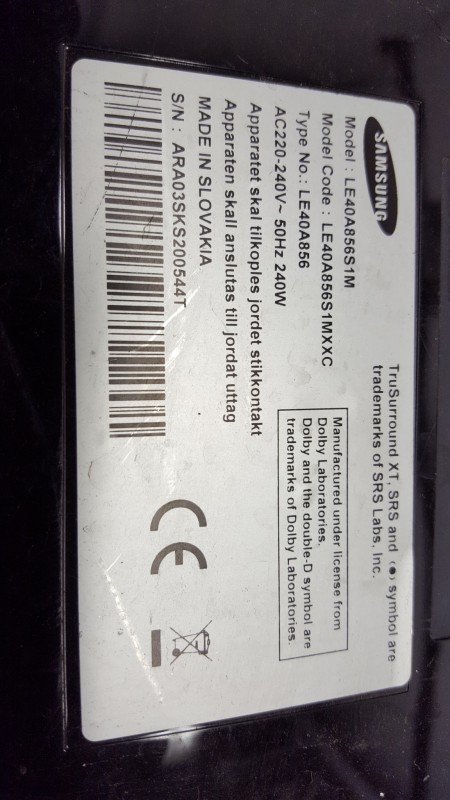 SAMSUNG
Model : LE40A856S1M
Model Code : LE40A856S1MXXC
Type No.: LE40A856
AC220-240V~ 50Hz 240W
Apparatet skal tilkoples jordet stikkontakt
Apparaten skall anslutas till jordat uttag
MADE IN SLOVAKIA
S/N : ARA03SKS200544T
TruSurround XT, SRS and (●) symbol are
trademarks of SRS Labs, Inc.
Manufactured under license from
Dolby Laboratories.
Dolby and the double-D symbol are
trademarks of Dolby Laboratories.
CE